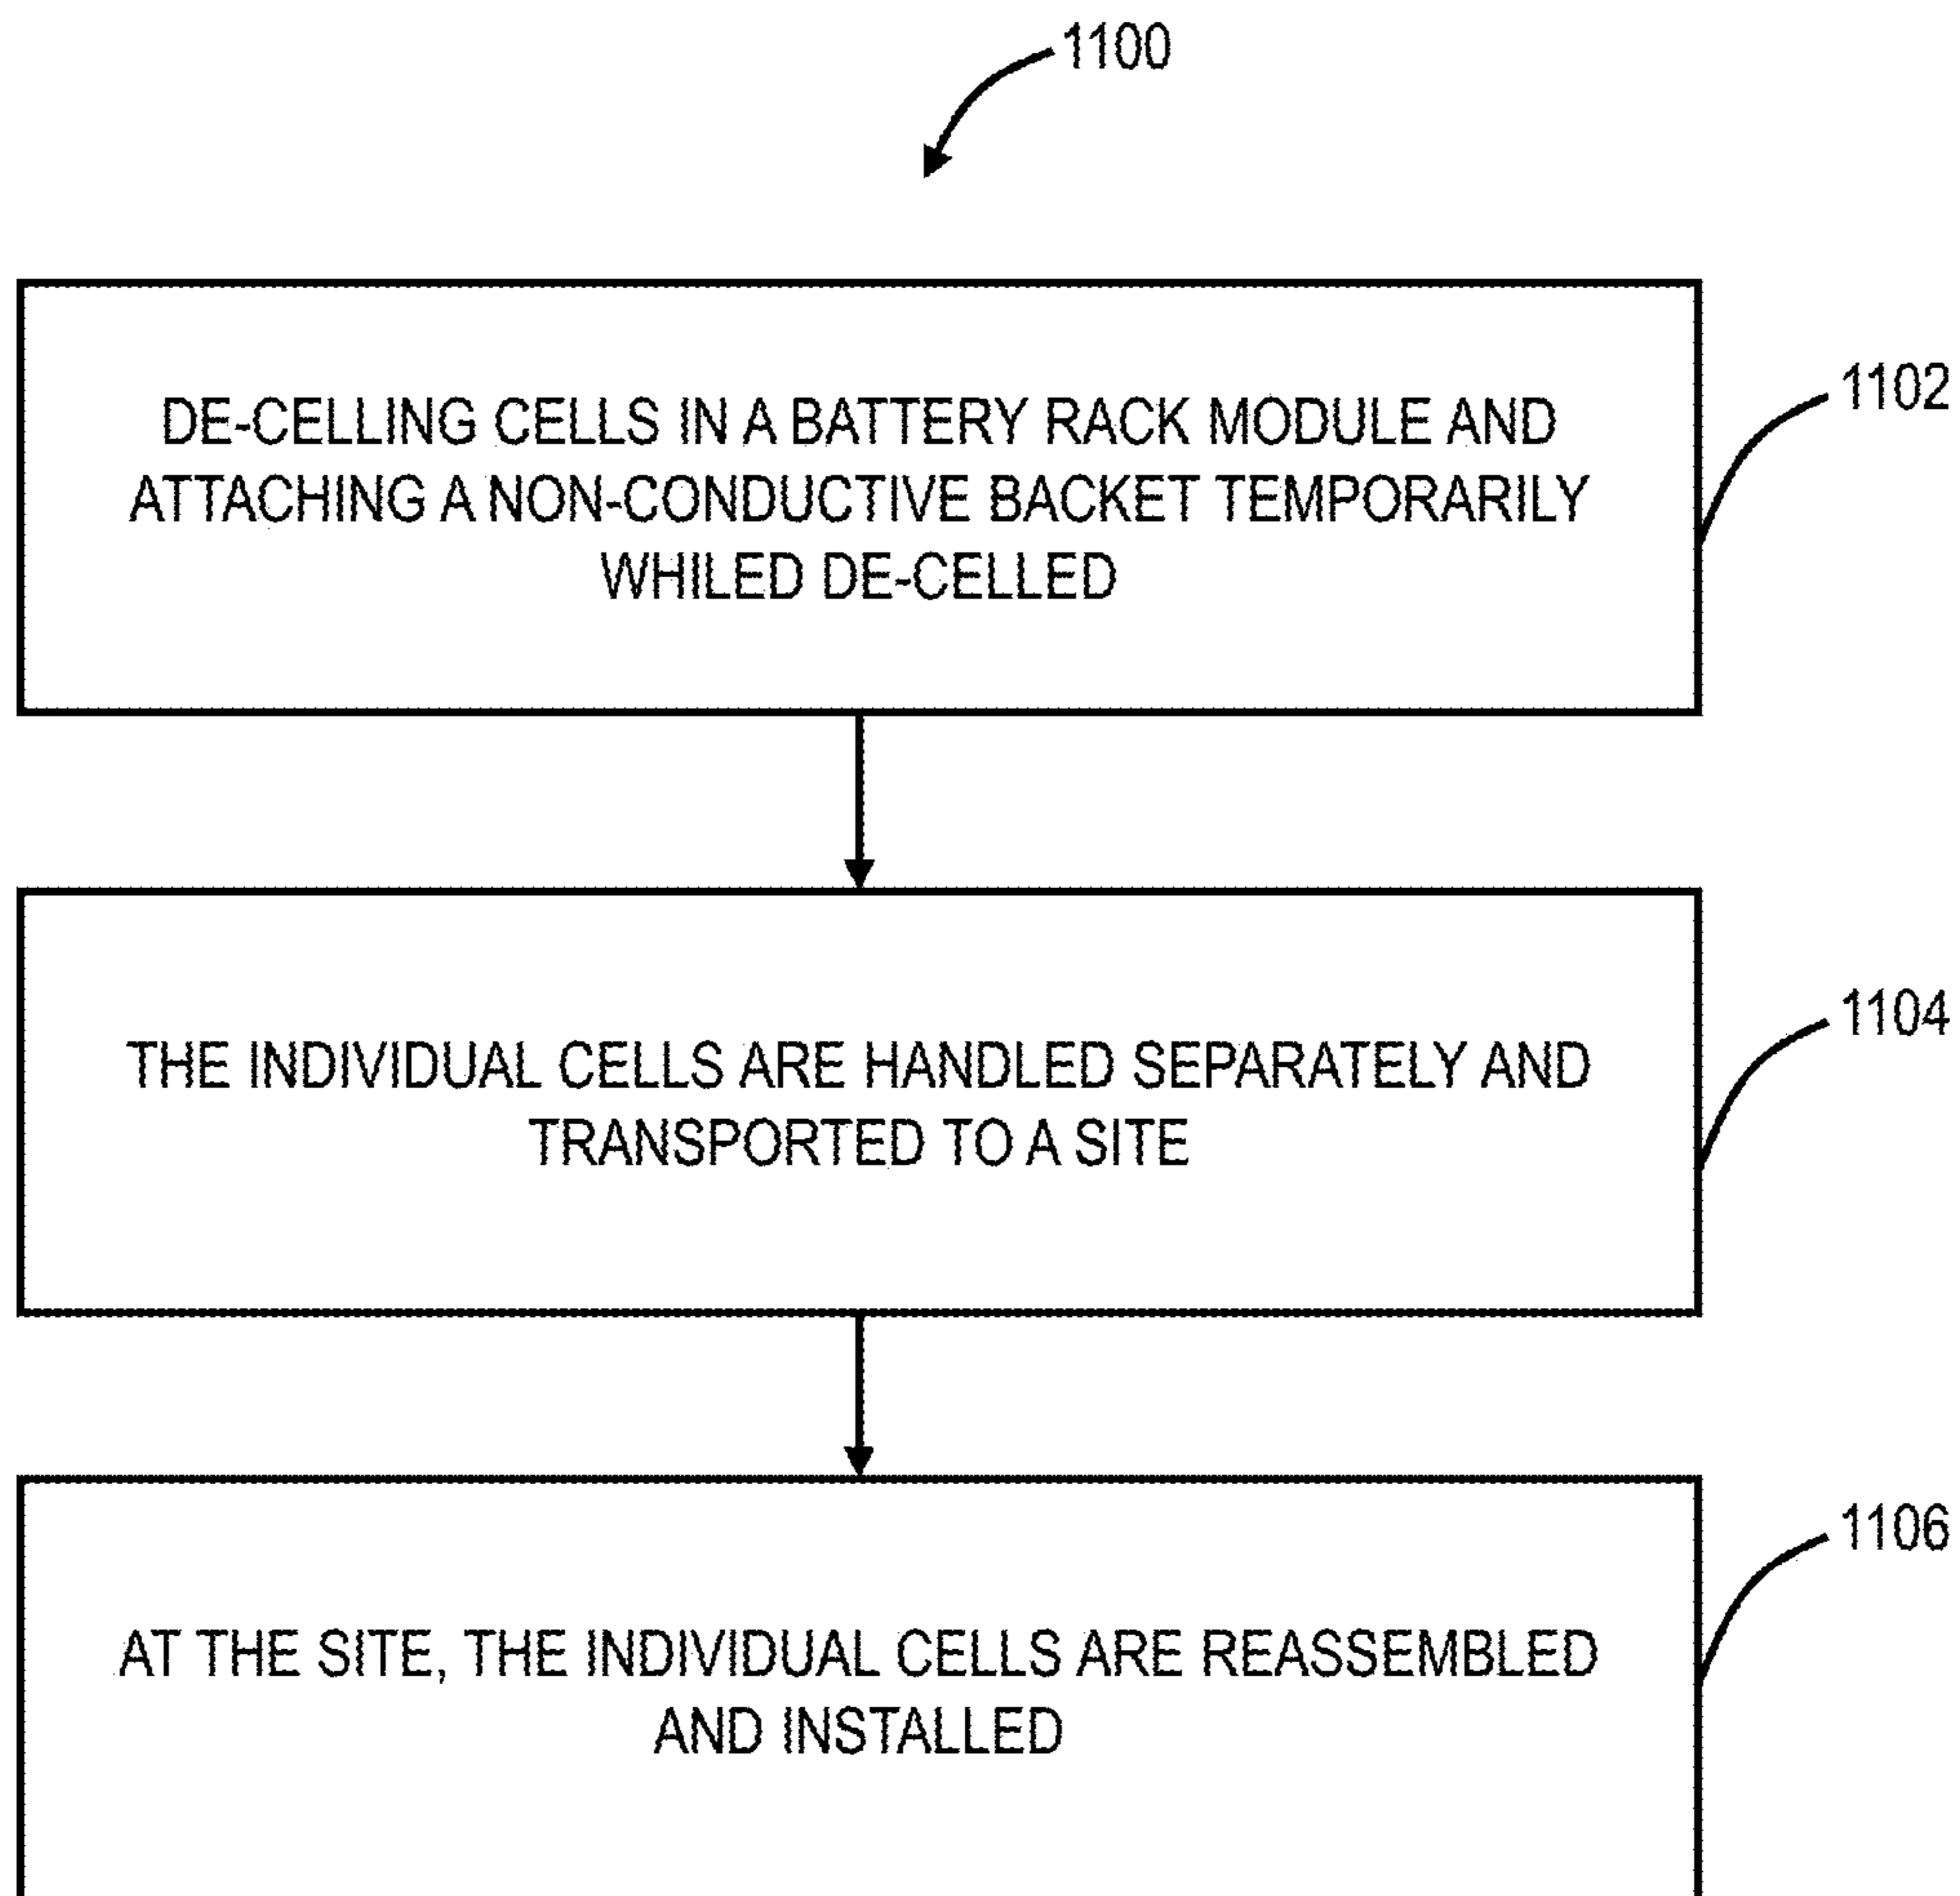 1100
DE-CELLING CELLS IN A BATTERY RACK MODULE AND
ATTACHING A NON-CONDUCTIVE BACKET TEMPORARILY
WHILED DE-CELLED
1102
THE INDIVIDUAL CELLS ARE HANDLED SEPARATELY AND
TRANSPORTED TO A SITE
1104
AT THE SITE, THE INDIVIDUAL CELLS ARE REASSEMBLED
AND INSTALLED
1106